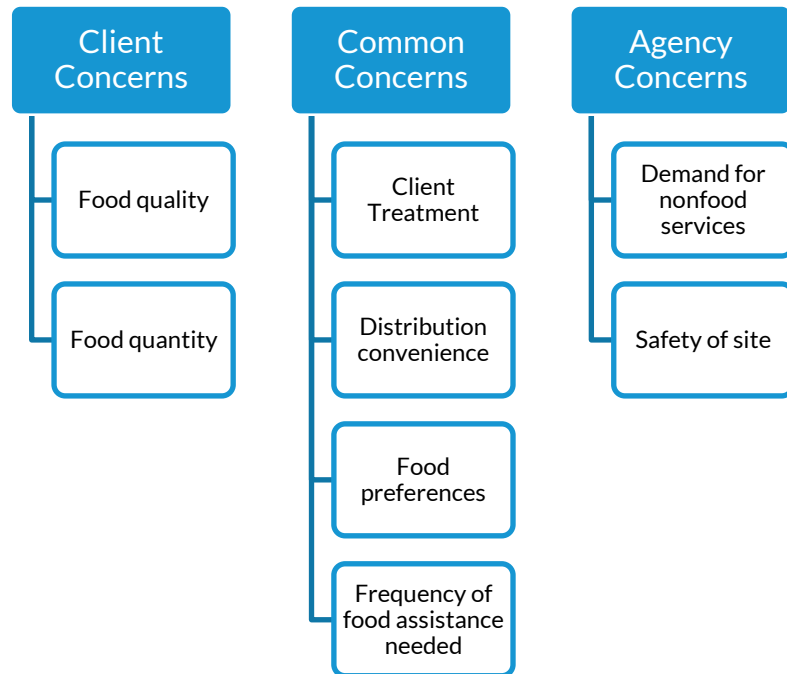 Client
Concerns
Food quality
Food quantity
Common
Concerns
Client
Treatment
Distribution
convenience
Food
preferences
Frequency of
food assistance
needed
Agency
Concerns
Demand for
nonfood
services
Safety of site